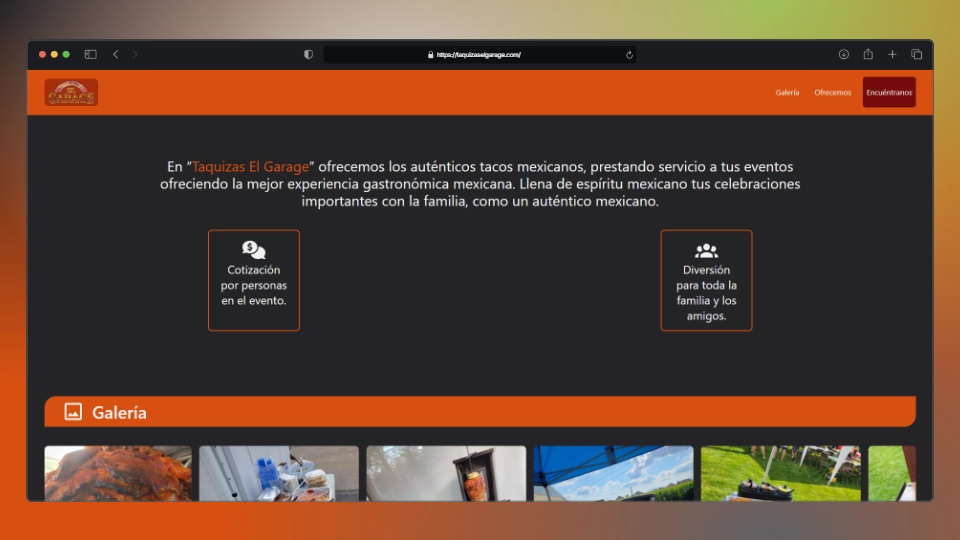 https://taquizaselgarage.com/
GARAGE
Galería
Ofrecemos
Encuéntranos
En "Taquizas El Garage" ofrecemos los auténticos tacos mexicanos, prestando servicio a tus eventos
ofreciendo la mejor experiencia gastronómica mexicana. Llena de espíritu mexicano tus celebraciones
importantes con la familia, como un auténtico mexicano.
Cotización
por personas
en el evento.
Diversión
para toda la
familia y los
amigos.
Galería